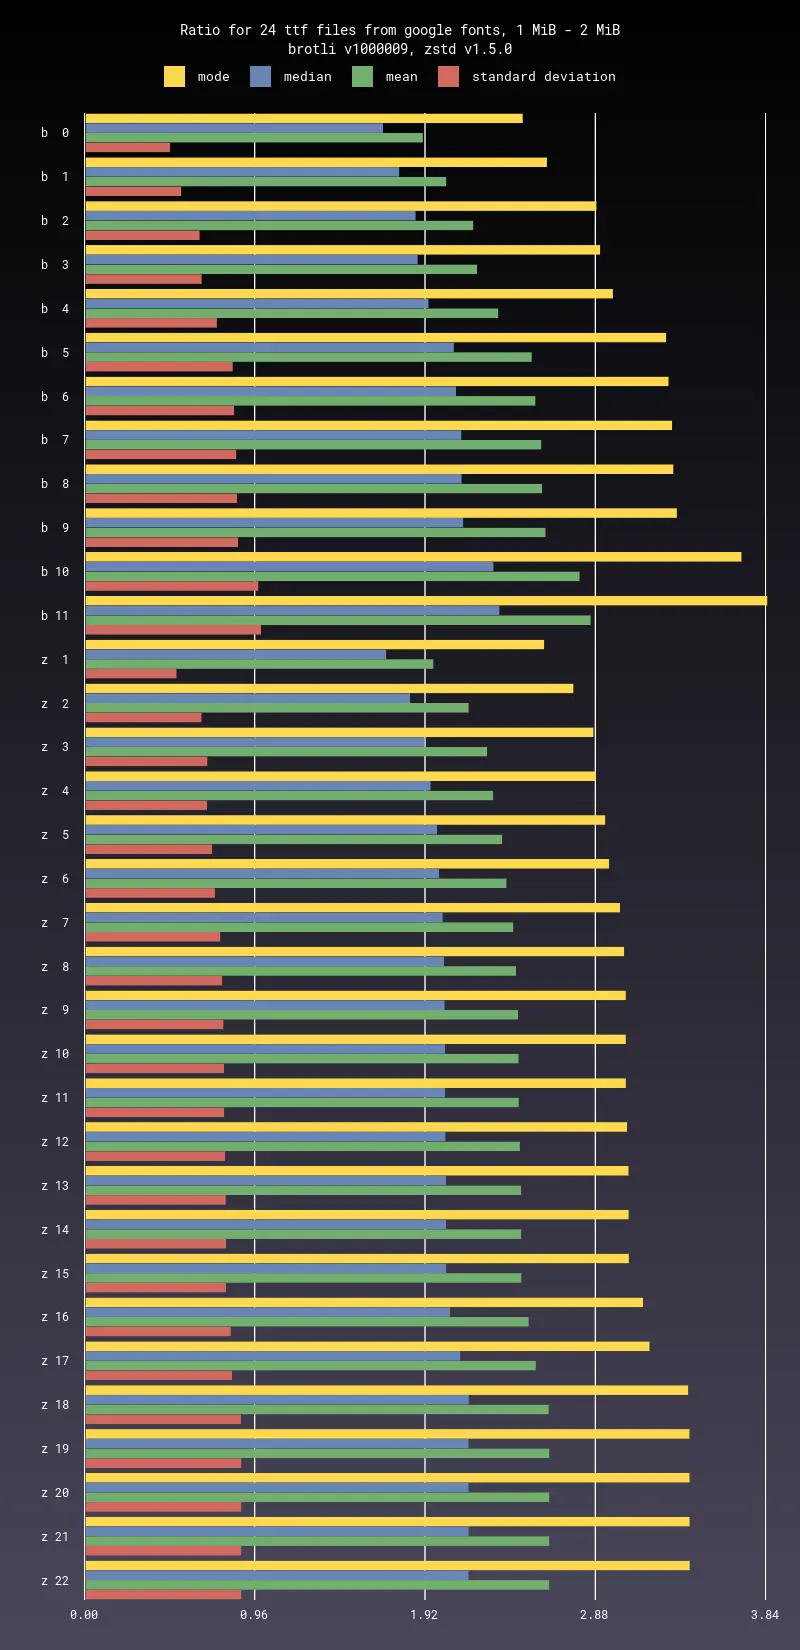 Ratio for 24 ttf files from google fonts, 1 MiB - 2 MiB
brotli v1000009, zstd v1.5.0
mode median mean standard deviation
b 0
b 1
b 2
b 3
b 4
b 5
b 6
b 7
b 8
b 9
b 10
b 11
z 1
z 2
z 3
z 4
z 5
z 6
z 7
z 8
z 9
z 10
z 11
z 12
z 13
z 14
z 15
z 16
z 17
z 18
z 19
z 20
z 21
z 22
0.00 0.96 1.92 2.88 3.84